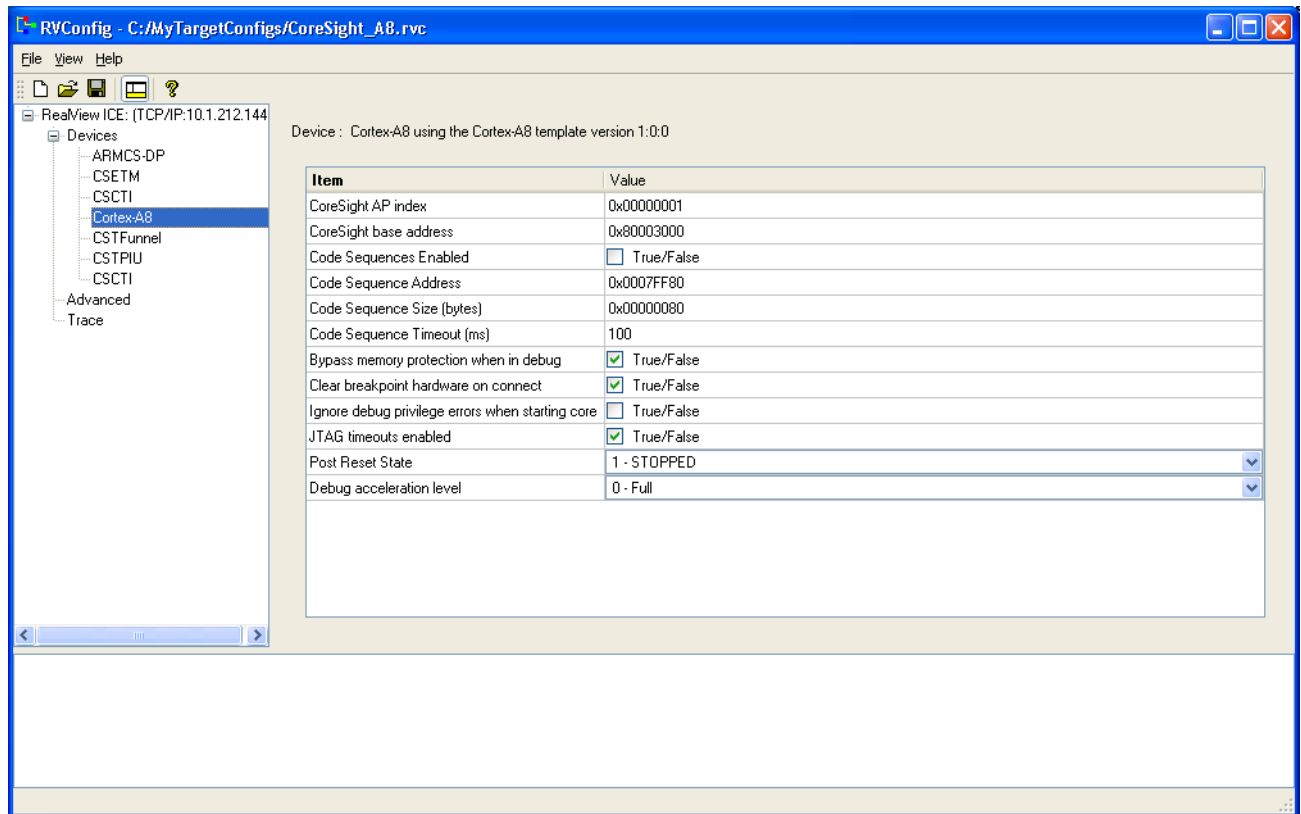 RVConfig - C:/MyTargetConfigs/CoreSight_A8.rvc
File View Help
RealView ICE: (TCP/IP:10.1.212.144
Devices
ARMCS-DP
CSETM
CSCTI
Cortex-A8
CSTFunnel
CSTPIU
CSCTI
Advanced
Trace
Device : Cortex-A8 using the Cortex-A8 template version 1:0:0
Item Value
CoreSight AP index 0x00000001
CoreSight base address 0x80003000
Code Sequences Enabled True/False
Code Sequence Address 0x0007FF80
Code Sequence Size (bytes) 0x00000080
Code Sequence Timeout (ms) 100
Bypass memory protection when in debug True/False
Clear breakpoint hardware on connect True/False
Ignore debug privilege errors when starting core True/False
JTAG timeouts enabled True/False
Post Reset State 1 - STOPPED
Debug acceleration level 0 - Full